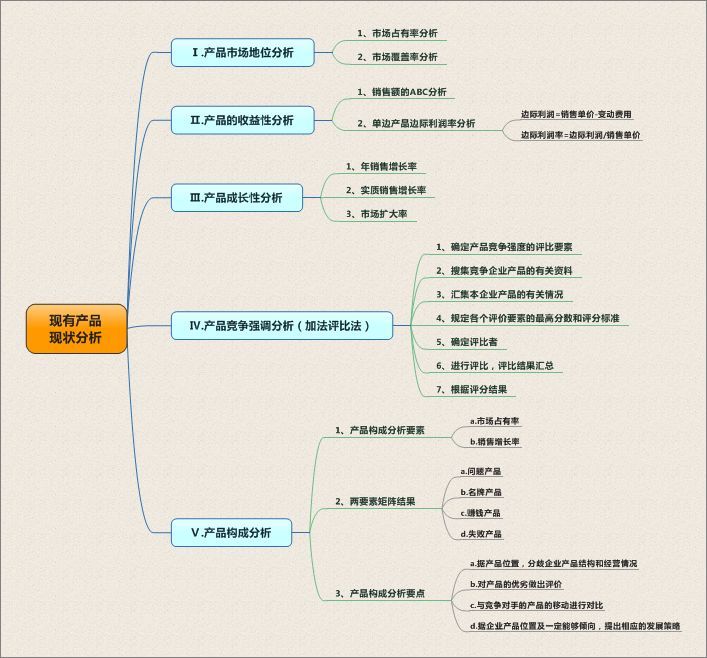 现有产品
现状分析
Ⅰ.产品市场地位分析
1、市场占有率分析
2、市场覆盖率分析
Ⅱ.产品的收益性分析
1、销售额的ABC分析
2、单边产品边际利润率分析
边际利润=销售单价-变动费用
边际利润率=边际利润/销售单价
Ⅲ.产品成长性分析
1、年销售增长率
2、实质销售增长率
3、市场扩大率
Ⅳ.产品竞争强调分析（加法评比法）
1、确定产品竞争强度的评比要素
2、搜集竞争企业产品的有关资料
3、汇集本企业产品的有关情况
4、规定各个评价要素的最高分数和评分标准
5、确定评比者
6、进行评比，评比结果汇总
7、根据评分结果
Ⅴ.产品构成分析
1、产品构成分析要素
a.市场占有率
b.销售增长率
2、两要素矩阵结果
a.问题产品
b.名牌产品
c.赚钱产品
d.失败产品
3、产品构成分析要点
a.据产品位置，分歧企业产品结构和经营情况
b.对产品的优劣做出评价
c.与竞争对手的产品的移动进行对比
d.据企业产品位置及一定能够倾向，提出相应的发展策略